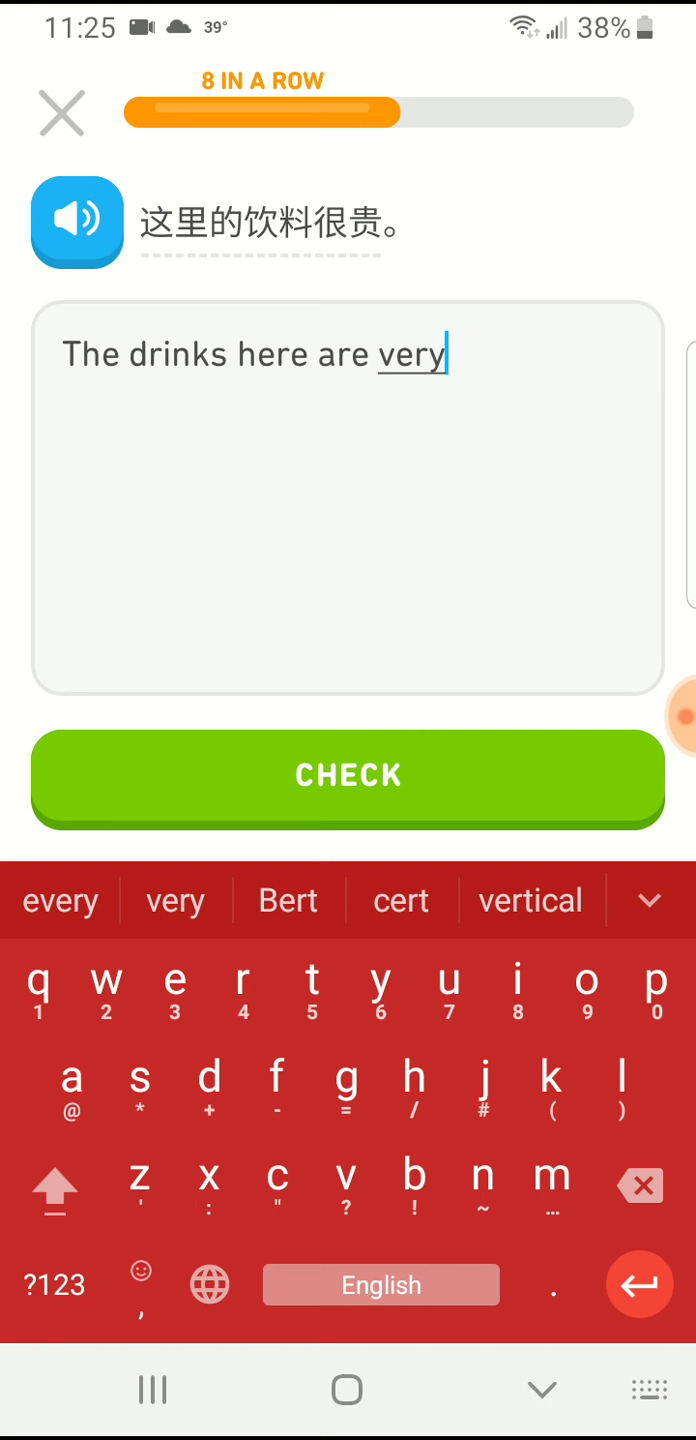 11:25 39° 38%
8 IN A ROW
这里的饮料很贵。
The drinks here are very
CHECK
every very Bert cert vertical
q w e r t y u i o p
1 2 3 4 5 6 7 8 9 0
a s d f g h j k l
@ * + - = / # ( )
z x c v b n m
' : " ? ! ~ …
?123 , English .